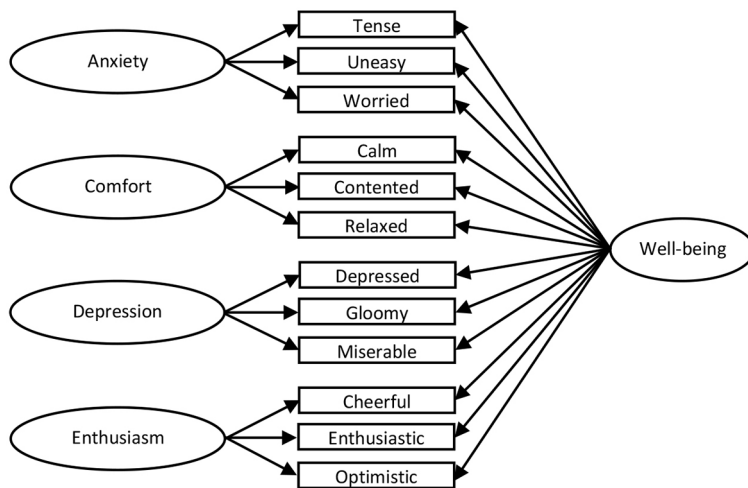 Anxiety
Tense
Uneasy
Worried
Comfort
Calm
Contented
Relaxed
Well-being
Depression
Depressed
Gloomy
Miserable
Enthusiasm
Cheerful
Enthusiastic
Optimistic